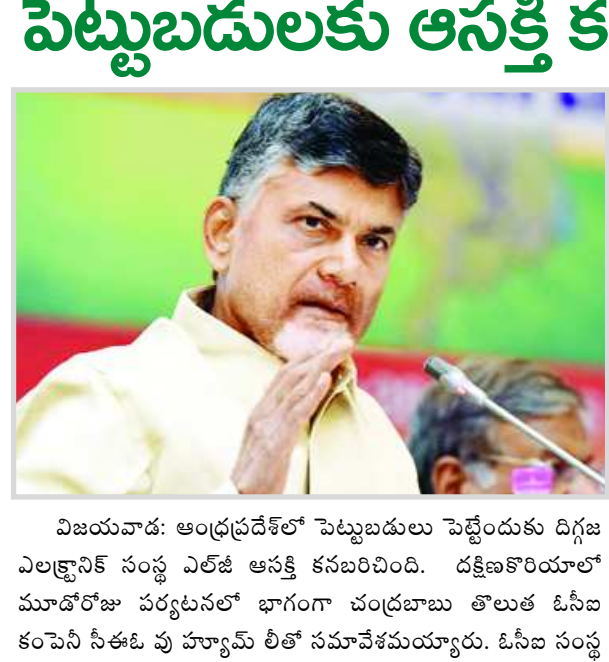 పెట్టుబడులకు ఆసక్తి క
విజయవాడ: ఆంధ్రప్రదేశ్‌లో పెట్టుబడులు పెట్టేందుకు దిగ్గజ
ఎలక్ట్రానిక్ సంస్థ ఎల్‌జీ ఆసక్తి కనబరిచింది. దక్షిణకొరియాలో
మూడోరోజు పర్యటనలో భాగంగా చంద్రబాబు తొలుత ఓసీఐ
కంపెనీ సీఈఓ వు హ్యూమ్ లీతో సమావేశమయ్యారు. ఓసీఐ సంస్థ